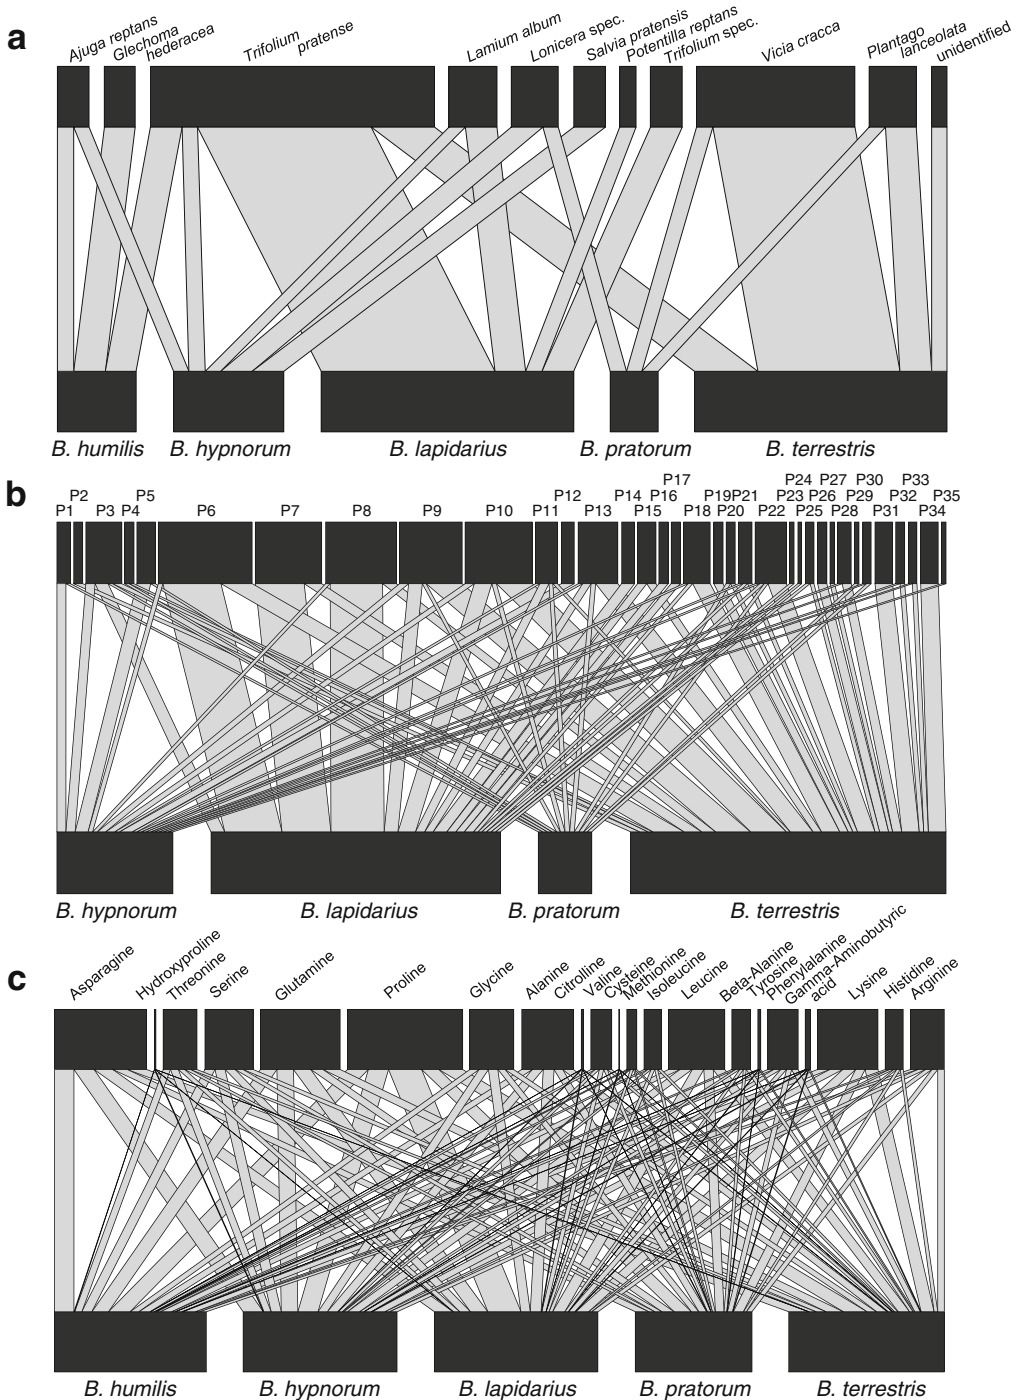 a
Ajuga reptans
Glechoma
hederacea
Trifolium
pratense
Lamium album
Lonicera spec.
Salvia pratensis
Potentilla reptans
Trifolium spec.
Vicia cracca
Plantago
lanceolata
unidentified
B. humilis B. hypnorum B. lapidarius B. pratorum B. terrestris
b
P17 P24 P27 P30 P33
P2 P5 P12 P14 P16 P19 P21 P23 P26 P29 P32 P35
P1 P3 P4 P6 P7 P8 P9 P10 P11 P13 P15 P18 P20 P22 P25 P28 P31 P34
B. hypnorum B. lapidarius B. pratorum B. terrestris
c
Asparagine
Hydroxyproline
Threonine
Serine
Glutamine
Proline
Glycine
Alanine
Citrolline
Valine
Cysteine
Methionine
Isoleucine
Leucine
Beta-Alanine
Tyrosine
Phenylalanine
Gamma-Aminobutyric
acid
Lysine
Histidine
Arginine
B. humilis B. hypnorum B. lapidarius B. pratorum B. terrestris